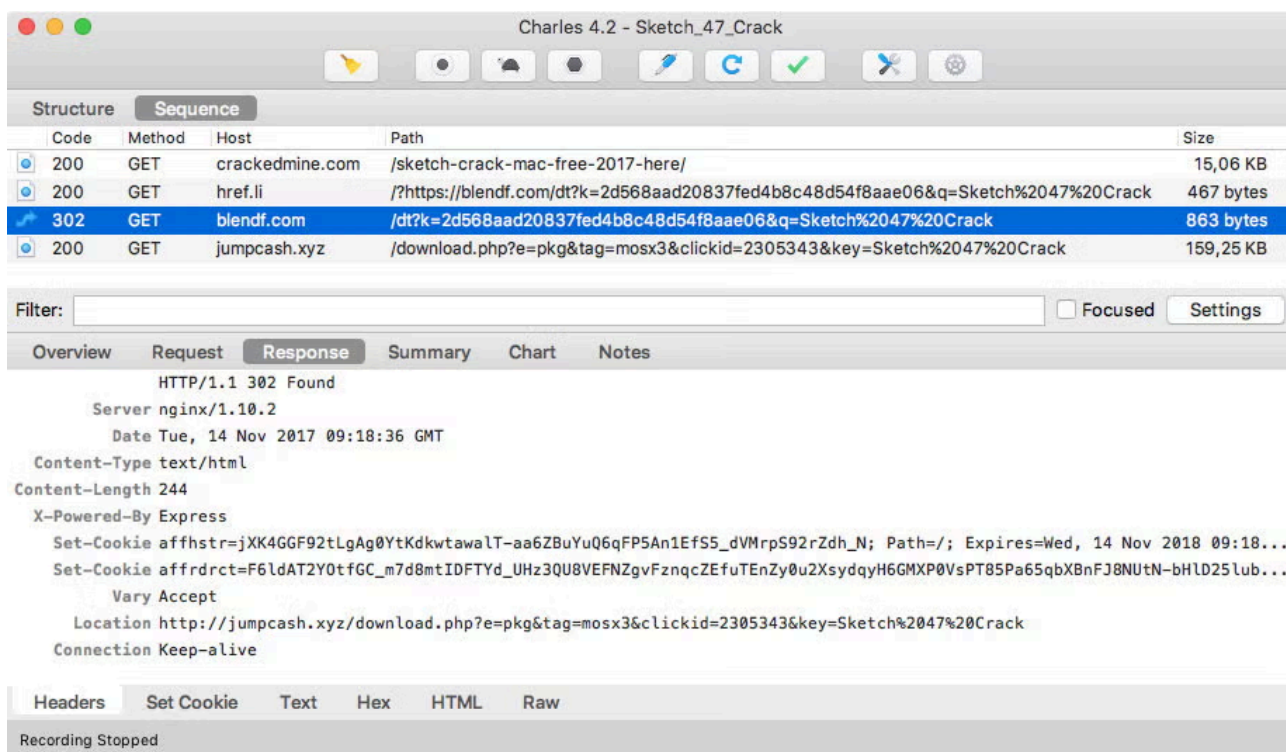 Charles 4.2 - Sketch_47_Crack
Structure Sequence
Code Method Host Path Size
200 GET crackedmine.com /sketch-crack-mac-free-2017-here/ 15,06 KB
200 GET href.li /?https://blendf.com/dt?k=2d568aad20837fed4b8c48d54f8aae06&q=Sketch%2047%20Crack 467 bytes
302 GET blendf.com /dt?k=2d568aad20837fed4b8c48d54f8aae06&q=Sketch%2047%20Crack 863 bytes
200 GET jumpcash.xyz /download.php?e=pkg&tag=mosx3&clickid=2305343&key=Sketch%2047%20Crack 159,25 KB
Filter: Focused Settings
Overview Request Response Summary Chart Notes
HTTP/1.1 302 Found
Server nginx/1.10.2
Date Tue, 14 Nov 2017 09:18:36 GMT
Content-Type text/html
Content-Length 244
X-Powered-By Express
Set-Cookie affhstr=jXK4GGF92tLgAg0YtKdkwtawalT-aa6ZBuYuQ6qFP5An1EfS5_dVMrpS92rZdh_N; Path=/; Expires=Wed, 14 Nov 2018 09:18...
Set-Cookie affrdrct=F6ldAT2YOtfGC_m7d8mtIDFTYd_UHz3QU8VEFNZgvFznqcZEfuTEnZy0u2XsydqyH6GMXP0VsPT85Pa65qbXBnFJ8NUtN-bHlD25lub...
Vary Accept
Location http://jumpcash.xyz/download.php?e=pkg&tag=mosx3&clickid=2305343&key=Sketch%2047%20Crack
Connection Keep-alive
Headers Set Cookie Text Hex HTML Raw
Recording Stopped